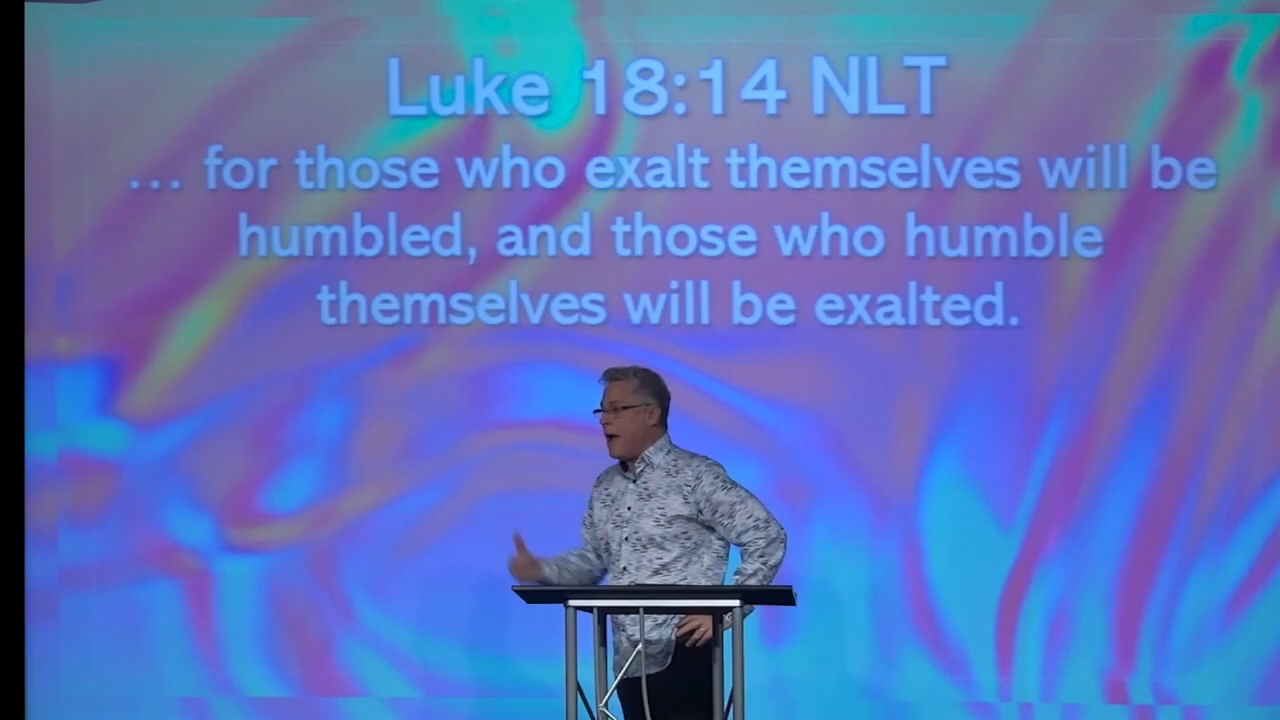 Luke 18:14 NLT
... for those who exalt themselves will be
humbled, and those who humble
themselves will be exalted.